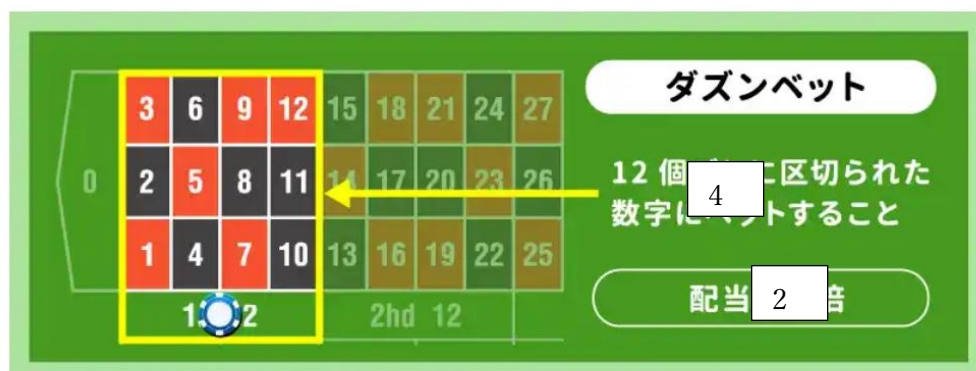 ダズンベット
3 6 9 12 15 18 21 24 27
0 2 5 8 11 14 17 20 23 26
12個 に区切られた
4
数字にベットすること
1 4 7 10 13 16 19 22 25
配当 2 倍
2hd 12